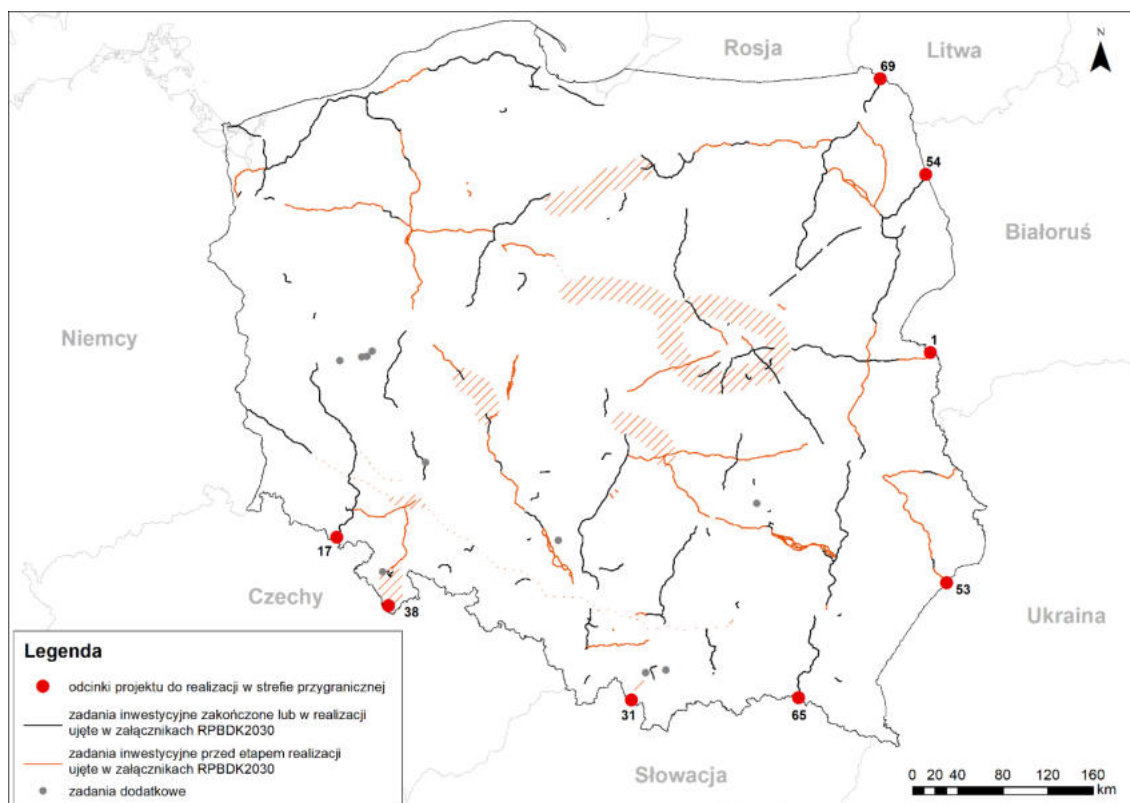 Rosja
Litwa
N
69
54
Białoruś
Niemcy
1
17
38
Czechy
53
Ukraina
31
65
Słowacja
Legenda
odcinki projektu do realizacji w strefie przygranicznej
zadania inwestycyjne zakończone lub w realizacji
ujęte w załącznikach RPBDK2030
zadania inwestycyjne przed etapem realizacji
ujęte w załącznikach RPBDK2030
zadania dodatkowe
0 20 40 80 120 160
km